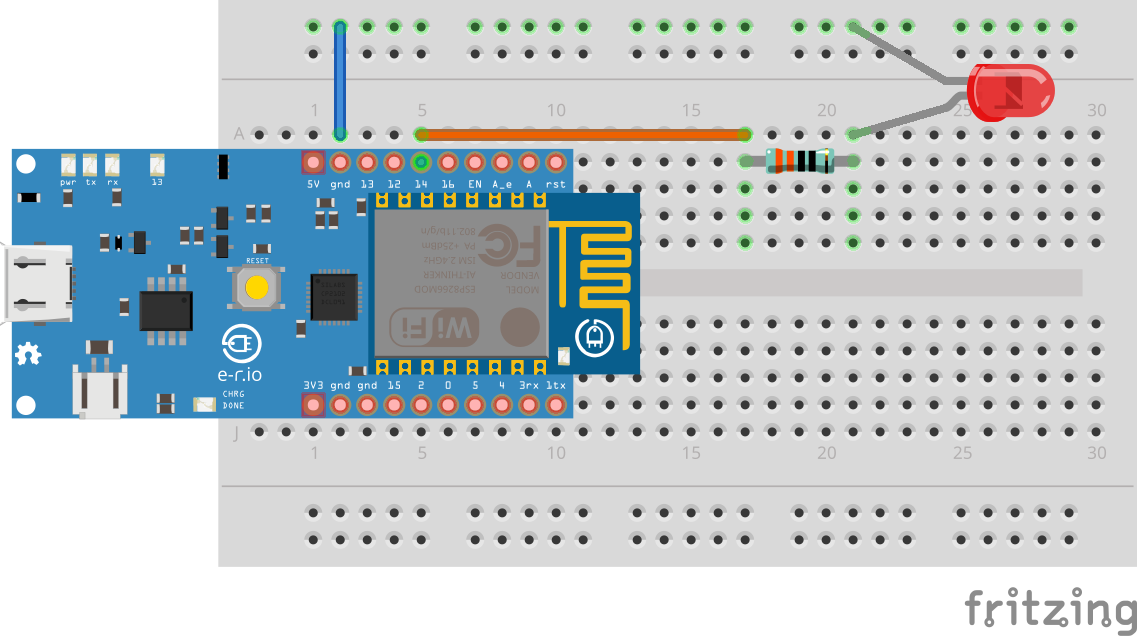 1 5 10 15 20 25 30
A
pwr tx rx 13
5V gnd 13 12 14 16 EN A_e A rst
RESET
FC
802.11b/g/n
PA +25dBm
ISM 2.4GHz
AI-THINKER
ESP8266MOD
VENDOR
MODEL
WiFi
e-r.io
CHRG
DONE
3V3 gnd gnd 15 2 0 5 4 3rx 1tx
J
1 5 10 15 20 25 30
fritzing